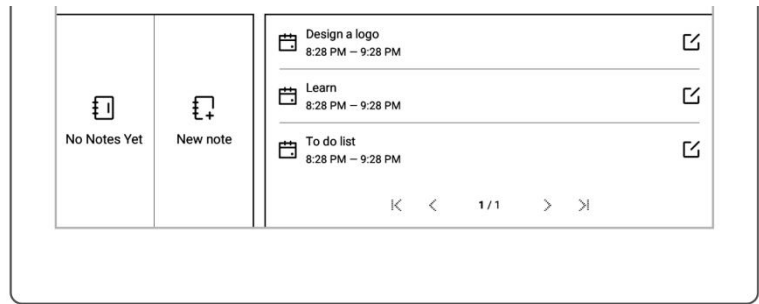 Design a logo
8:28 PM — 9:28 PM
Learn
8:28 PM — 9:28 PM
To do list
8:28 PM — 9:28 PM
No Notes Yet
New note
1 / 1